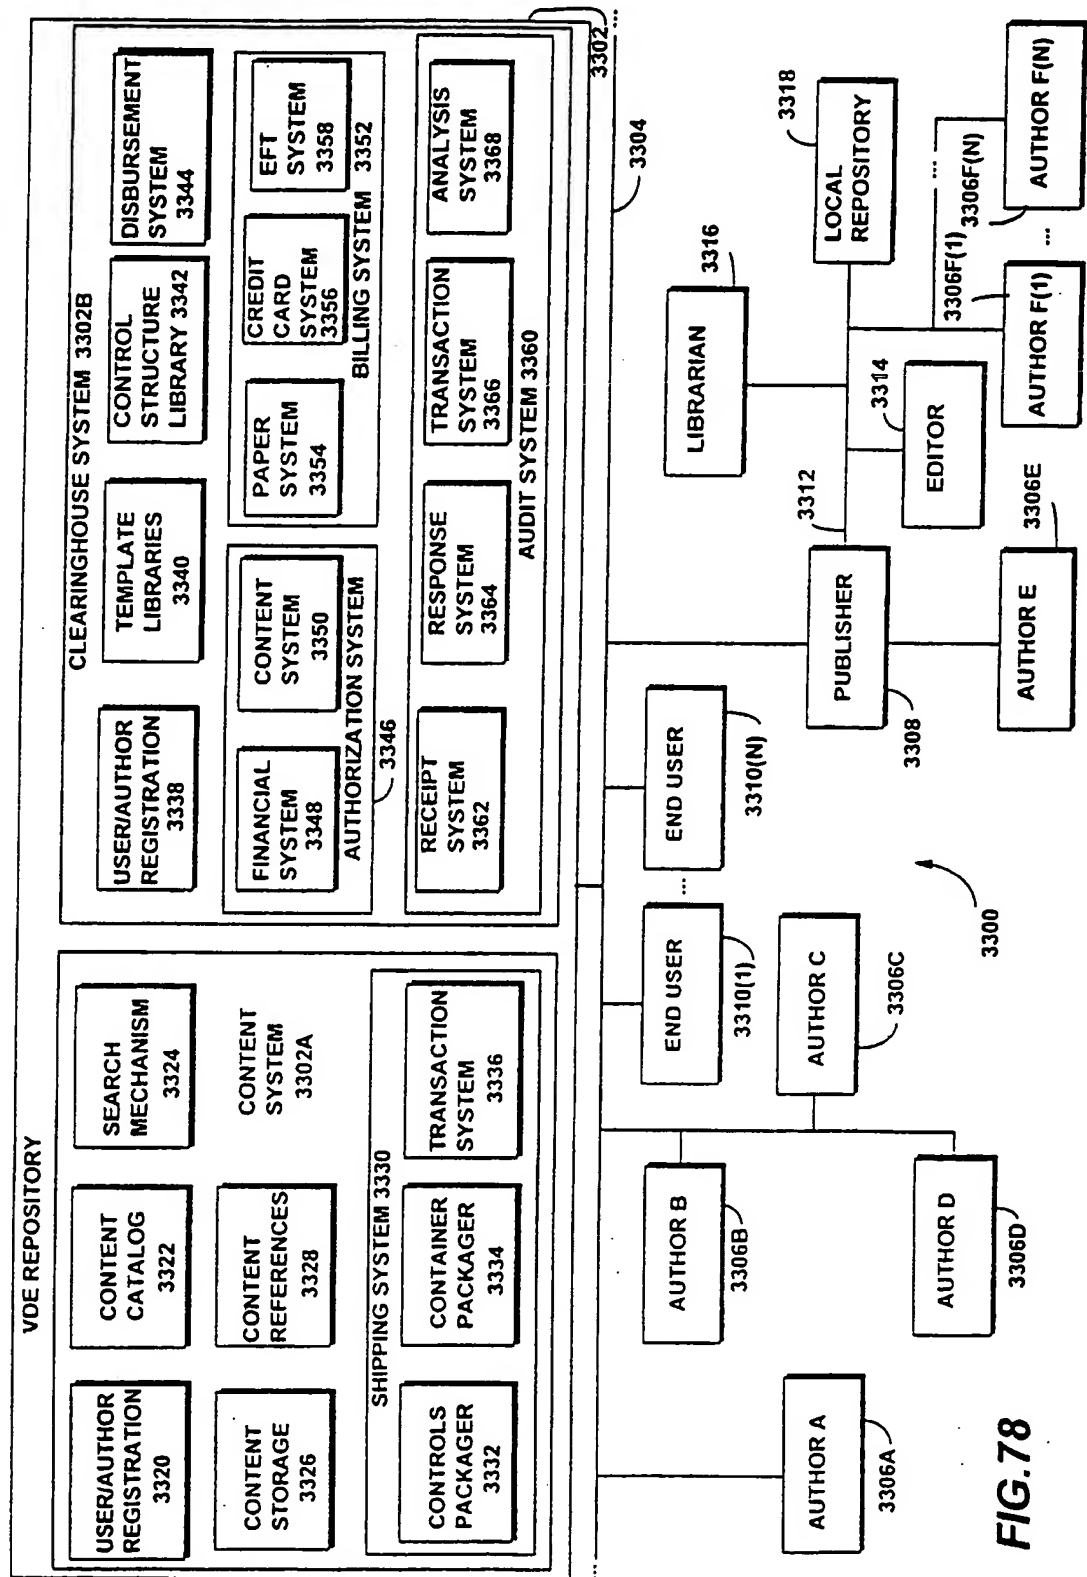 VDE REPOSITORY
USER/AUTHOR
REGISTRATION
3320
CONTENT
CATALOG
3322
SEARCH
MECHANISM
3324
CONTENT
STORAGE
3326
CONTENT
REFERENCES
3328
CONTENT
SYSTEM
3302A
SHIPPING SYSTEM 3330
CONTROLS
PACKAGER
3332
CONTAINER
PACKAGER
3334
TRANSACTION
SYSTEM
3336
CLEARINGHOUSE SYSTEM 3302B
USER/AUTHOR
REGISTRATION
3338
TEMPLATE
LIBRARIES
3340
CONTROL
STRUCTURE
LIBRARY 3342
DISBURSEMENT
SYSTEM
3344
FINANCIAL
SYSTEM
3348
CONTENT
SYSTEM
3350
AUTHORIZATION SYSTEM
3346
PAPER
SYSTEM
3354
CREDIT
CARD
SYSTEM
3356
EFT
SYSTEM
3358
BILLING SYSTEM 3352
RECEIPT
SYSTEM
3362
RESPONSE
SYSTEM
3364
TRANSACTION
SYSTEM
3366
ANALYSIS
SYSTEM
3368
AUDIT SYSTEM 3360
3302
...
...
3304
AUTHOR A
3306A
AUTHOR B
3306B
AUTHOR C
3306C
AUTHOR D
3306D
END USER
3310(1)
...
END USER
3310(N)
3300
PUBLISHER
3308
3312
AUTHOR E
3306E
LIBRARIAN
3316
EDITOR
3314
LOCAL
REPOSITORY
3318
3306F(1)
AUTHOR F(1)
...
...
3306F(N)
AUTHOR F(N)
FIG.78